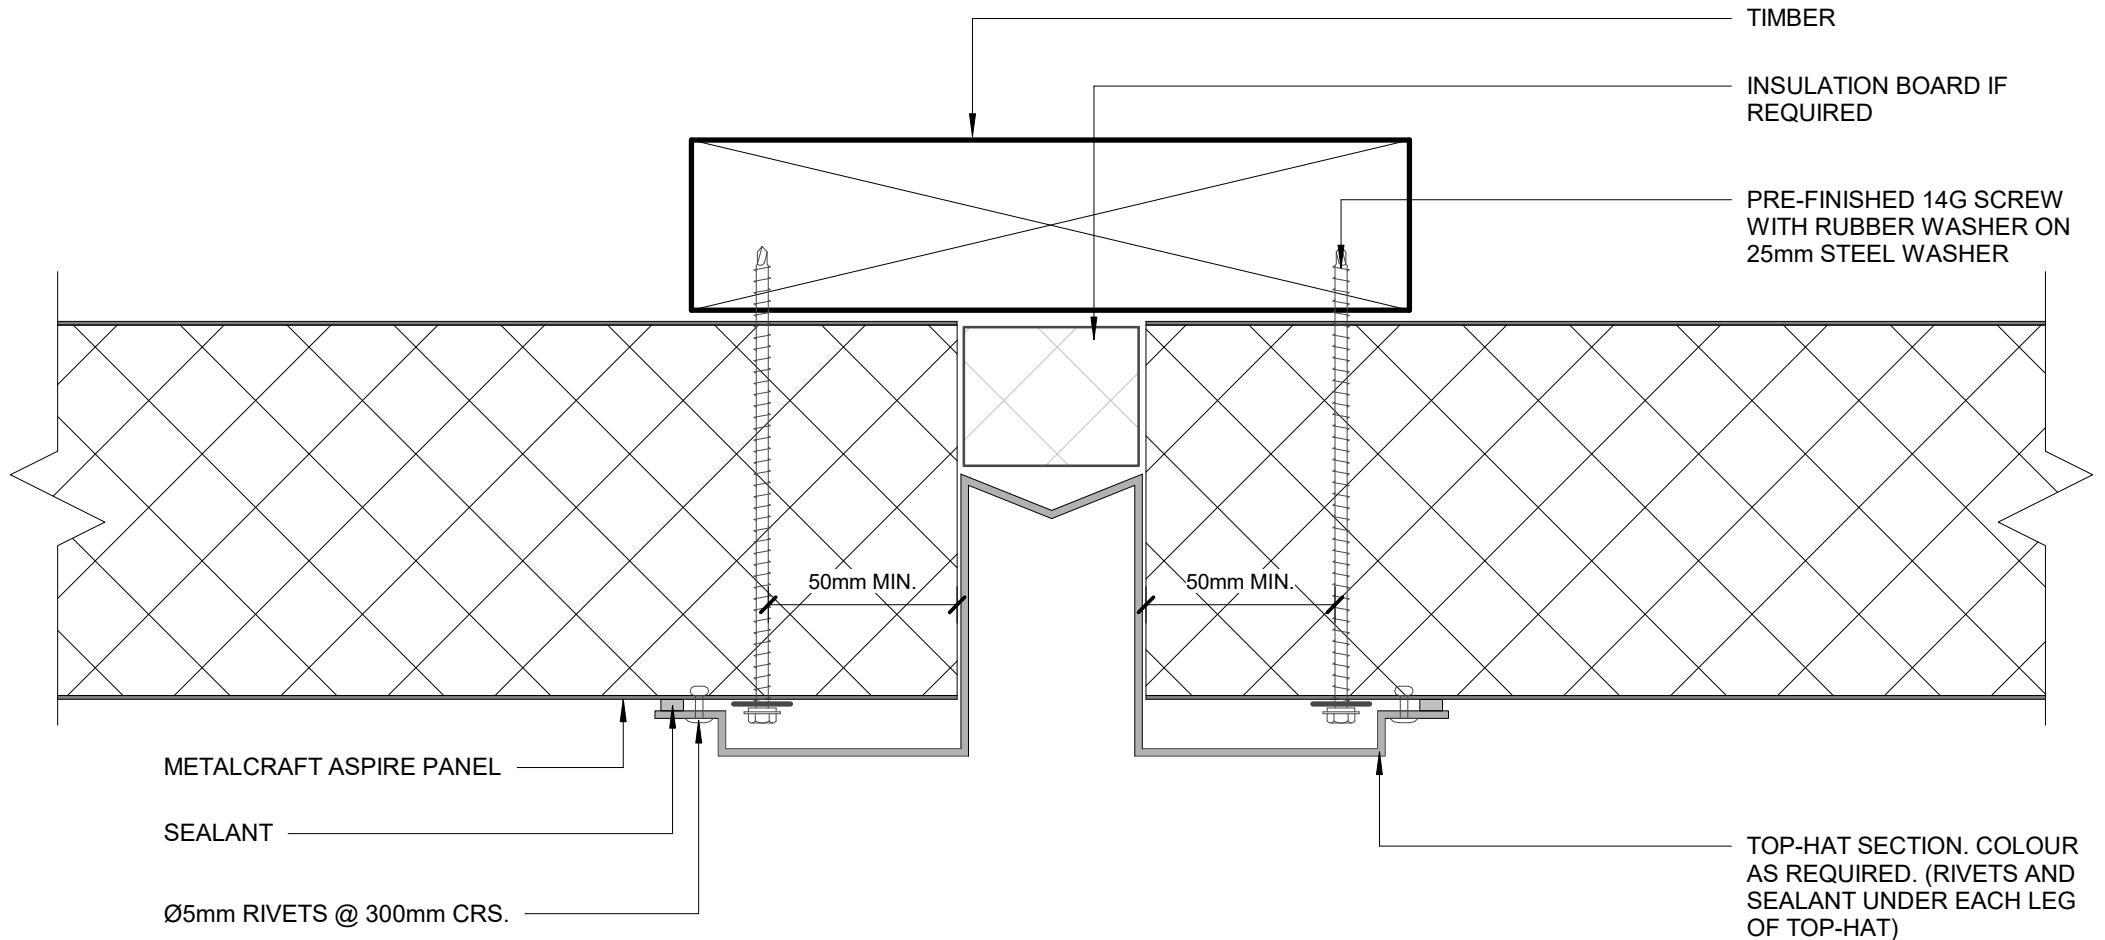 TIMBER
INSULATION BOARD IF
REQUIRED
PRE-FINISHED 14G SCREW
WITH RUBBER WASHER ON
25mm STEEL WASHER
50mm MIN.
50mm MIN.
METALCRAFT ASPIRE PANEL
SEALANT
Ø5mm RIVETS @ 300mm CRS.
TOP-HAT SECTION. COLOUR
AS REQUIRED. (RIVETS AND
SEALANT UNDER EACH LEG
OF TOP-HAT)